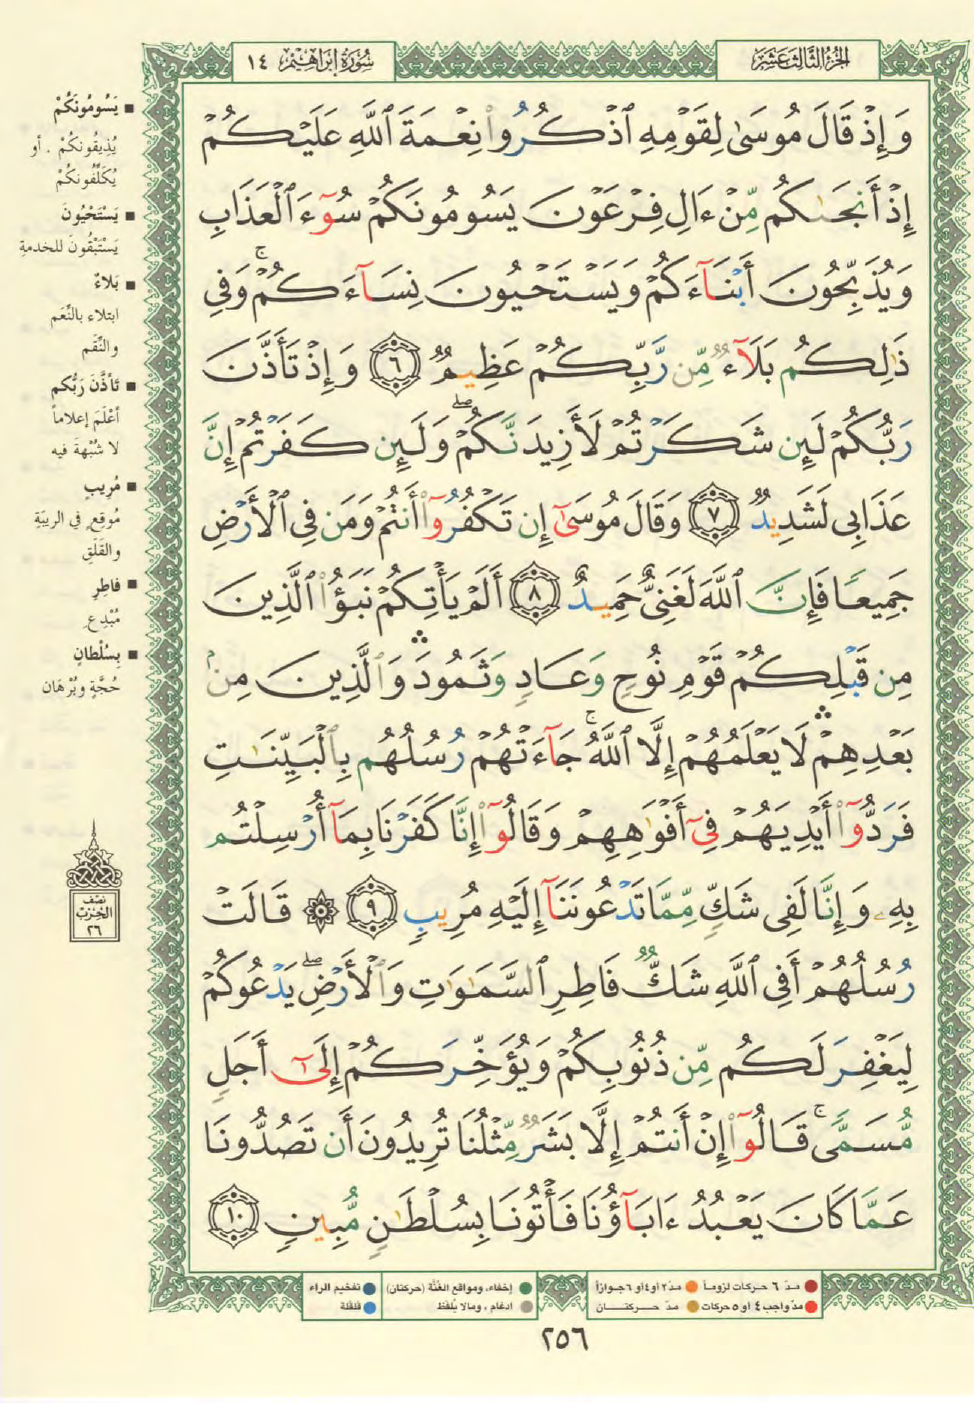 الجزء الثالث عشر
سورة إبراهيم ١٤
وَإِذْ قَالَ مُوسَىٰ لِقَوْمِهِ ٱذْكُرُوا۟ نِعْمَةَ ٱللَّهِ عَلَيْكُمْ
إِذْ أَنجَىٰكُم مِّنْ ءَالِ فِرْعَوْنَ يَسُومُونَكُمْ سُوٓءَ ٱلْعَذَابِ
وَيُذَبِّحُونَ أَبْنَآءَكُمْ وَيَسْتَحْيُونَ نِسَآءَكُمْ ۚ وَفِى
ذَٰلِكُم بَلَآءٌ مِّن رَّبِّكُمْ عَظِيمٌ ٦ وَإِذْ تَأَذَّنَ
رَبُّكُمْ لَئِن شَكَرْتُمْ لَأَزِيدَنَّكُمْ ۖ وَلَئِن كَفَرْتُمْ إِنَّ
عَذَابِى لَشَدِيدٌ ٧ وَقَالَ مُوسَىٰٓ إِن تَكْفُرُوٓا۟ أَنتُمْ وَمَن فِى ٱلْأَرْضِ
جَمِيعًا فَإِنَّ ٱللَّهَ لَغَنِىٌّ حَمِيدٌ ٨ أَلَمْ يَأْتِكُمْ نَبَؤُا۟ ٱلَّذِينَ
مِن قَبْلِكُمْ قَوْمِ نُوحٍ وَعَادٍ وَثَمُودَ ۛ وَٱلَّذِينَ مِنۢ
بَعْدِهِمْ ۛ لَا يَعْلَمُهُمْ إِلَّا ٱللَّهُ ۚ جَآءَتْهُمْ رُسُلُهُم بِٱلْبَيِّنَٰتِ
فَرَدُّوٓا۟ أَيْدِيَهُمْ فِىٓ أَفْوَٰهِهِمْ وَقَالُوٓا۟ إِنَّا كَفَرْنَا بِمَآ أُرْسِلْتُم
بِهِۦ وَإِنَّا لَفِى شَكٍّ مِّمَّا تَدْعُونَنَآ إِلَيْهِ مُرِيبٍ ٩ ۞ قَالَتْ
رُسُلُهُمْ أَفِى ٱللَّهِ شَكٌّ فَاطِرِ ٱلسَّمَٰوَٰتِ وَٱلْأَرْضِ ۖ يَدْعُوكُمْ
لِيَغْفِرَ لَكُم مِّن ذُنُوبِكُمْ وَيُؤَخِّرَكُمْ إِلَىٰٓ أَجَلٍ
مُّسَمًّى ۚ قَالُوٓا۟ إِنْ أَنتُمْ إِلَّا بَشَرٌ مِّثْلُنَا تُرِيدُونَ أَن تَصُدُّونَا
عَمَّا كَانَ يَعْبُدُ ءَابَآؤُنَا فَأْتُونَا بِسُلْطَٰنٍ مُّبِينٍ ١٠
■ يَسُومُونَكُمْ
يُذِيقُونَكُمْ . أو
يُكَلِّفُونَكُمْ
■ يَسْتَحْيُونَ
يَسْتَبْقُونَ للخدمةِ
■ بَلاءٌ
ابتلاء بالنِّعَم
والنِّقَم
■ تَأذَّنَ رَبُّكم
أعْلَمَ إعلاماً
لا شُبْهةَ فيه
■ مُرِيبٍ
مُوقِعٍ في الريبَةِ
والقَلَقِ
■ فاطِرِ
مُبْدِعِ
■ بِسُلْطانٍ
حُجَّةٍ وبُرْهَان
نصف
الحزب
٢٦
مدّ ٦ حركات لزوماً
مدّ ٢ أو ٤ أو ٦ جوازاً
مدّ واجب ٤ أو ٥ حركات
مدّ حركتان
إخفاء، ومواقع الغُنَّة (حركتان)
ادغام ، ومالا يُلفظ
تفخيم الراء
قلقلة
٢٥٦